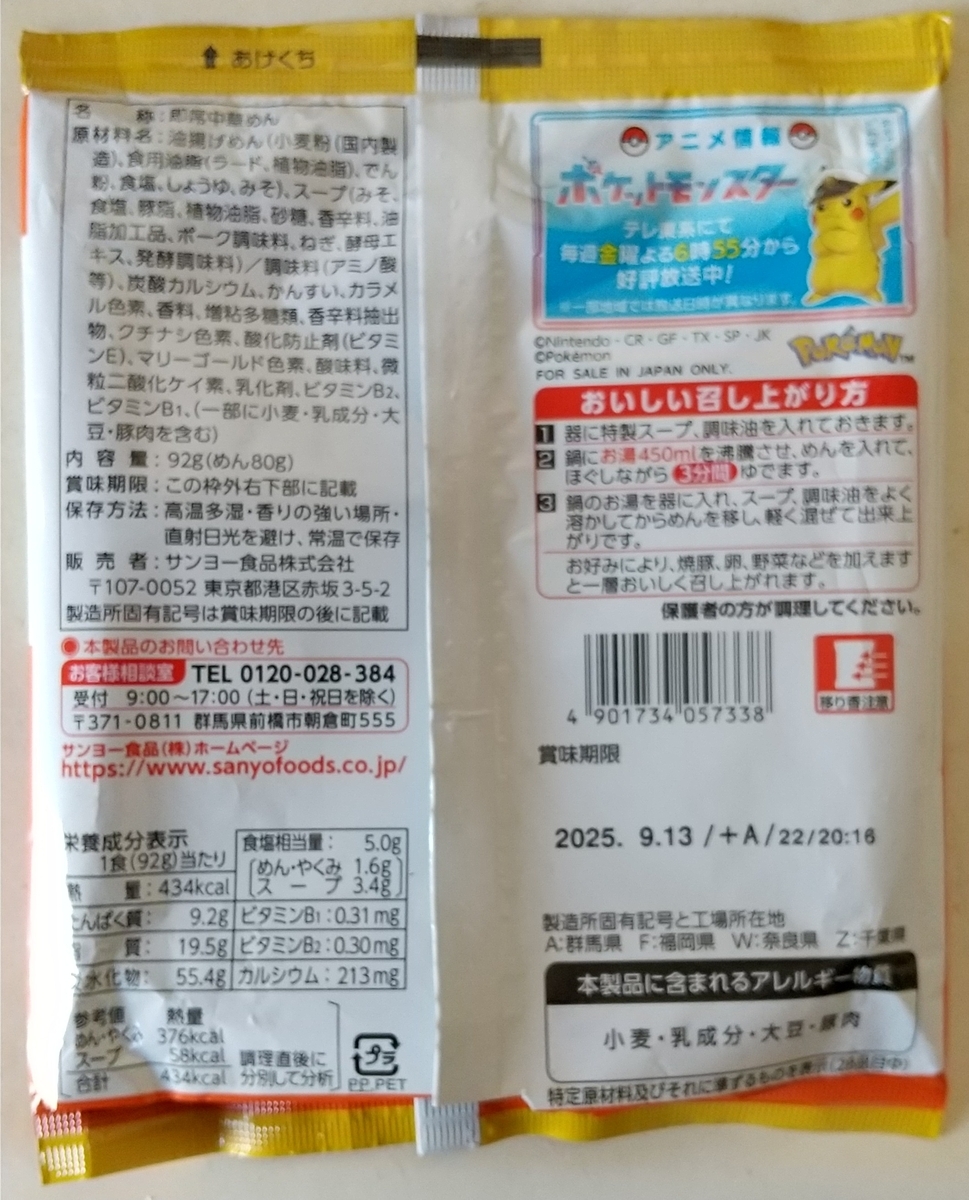 おけくち
名　　称：即席中華めん
原材料名：油揚げめん（小麦粉（国内製
造）、食用油脂（ラード、植物油脂）、でん
粉、食塩、しょうゆ、みそ）、スープ（みそ、
食塩、豚脂、植物油脂、砂糖、香辛料、油
脂加工品、ポーク調味料、ねぎ、酵母エ
キス、発酵調味料）／調味料（アミノ酸
等）、炭酸カルシウム、かんすい、カラメ
ル色素、香料、増粘多糖類、香辛料抽出
物、クチナシ色素、酸化防止剤（ビタミ
ンE）、マリーゴールド色素、酸味料、微
粒二酸化ケイ素、乳化剤、ビタミンB₂、
ビタミンB₁、（一部に小麦・乳成分・大
豆・豚肉を含む）
内容量：92g（めん80g）
賞味期限：この枠外右下部に記載
保存方法：高温多湿・香りの強い場所・
直射日光を避け、常温で保存
販売者：サンヨー食品株式会社
〒107-0052 東京都港区赤坂3-5-2
製造所固有記号は賞味期限の後に記載
◉本製品のお問い合わせ先
お客様相談室 TEL 0120-028-384
受付 9:00～17:00（土・日・祝日を除く）
〒371-0811 群馬県前橋市朝倉町555
サンヨー食品（株）ホームページ
https://www.sanyofoods.co.jp/
栄養成分表示
1食（92g）当たり
熱　量：434kcal
たんぱく質：9.2g
脂　質：19.5g
炭水化物：55.4g
食塩相当量：5.0g
めん・やくみ 1.6g
スープ 3.4g
ビタミンB₁：0.31mg
ビタミンB₂：0.30mg
カルシウム：213mg
参考値　熱量
めん・やくみ 376kcal
スープ 58kcal
合計 434kcal
調理直後に
分別して分析
プラ
PP,PET
アニメ情報
ポケットモンスター
テレ東系にて
毎週金曜よる6時55分から
好評放送中！
※一部地域では放送日時が異なります。
©Nintendo・CR・GF・TX・SP・JK
©Pokémon
POKéMON™
FOR SALE IN JAPAN ONLY.
おいしい召し上がり方
1 器に特製スープ、調味油を入れておきます。
2 鍋にお湯450mlを沸騰させ、めんを入れて、
ほぐしながら3分間ゆでます。
3 鍋のお湯を器に入れ、スープ、調味油をよく
溶かしてからめんを移し、軽く混ぜて出来上
がりです。
お好みにより、焼豚、卵、野菜などを加えます
と一層おいしく召し上がれます。
保護者の方が調理してください。
4 901734 057338
移り香注意
賞味期限
2025. 9.13 /+A/22/20:16
製造所固有記号と工場所在地
A:群馬県 F:福岡県 W:奈良県 Z:千葉県
本製品に含まれるアレルギー物質
小麦・乳成分・大豆・豚肉
特定原材料及びそれに準ずるものを表示（28品目中）